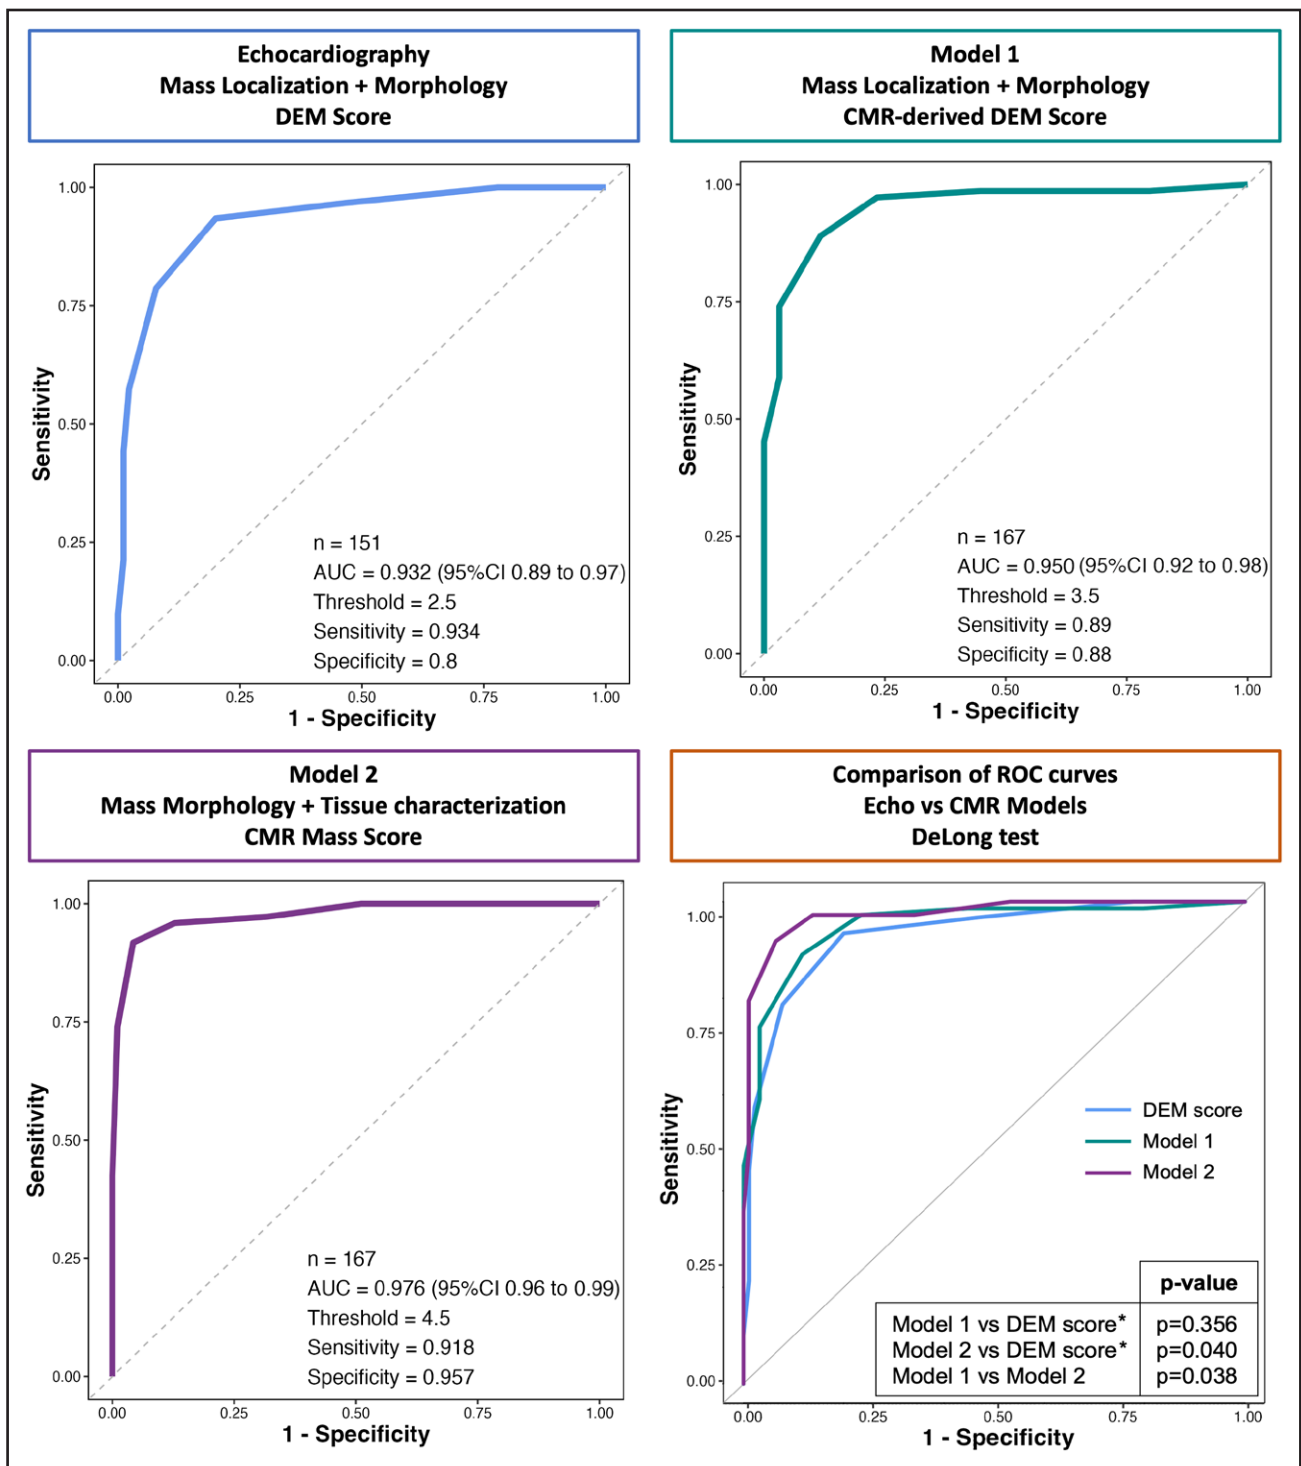 Echocardiography
Mass Localization + Morphology
DEM Score
1.00
0.75
0.50
0.25
0.00
Sensitivity
n = 151
AUC = 0.932 (95%CI 0.89 to 0.97)
Threshold = 2.5
Sensitivity = 0.934
Specificity = 0.8
0.00 0.25 0.50 0.75 1.00
1 - Specificity
Model 1
Mass Localization + Morphology
CMR-derived DEM Score
1.00
0.75
0.50
0.25
0.00
Sensitivity
n = 167
AUC = 0.950 (95%CI 0.92 to 0.98)
Threshold = 3.5
Sensitivity = 0.89
Specificity = 0.88
0.00 0.25 0.50 0.75 1.00
1 - Specificity
Model 2
Mass Morphology + Tissue characterization
CMR Mass Score
1.00
0.75
0.50
0.25
0.00
Sensitivity
n = 167
AUC = 0.976 (95%CI 0.96 to 0.99)
Threshold = 4.5
Sensitivity = 0.918
Specificity = 0.957
0.00 0.25 0.50 0.75 1.00
1 - Specificity
Comparison of ROC curves
Echo vs CMR Models
DeLong test
1.00
0.75
0.50
0.25
0.00
Sensitivity
DEM score
Model 1
Model 2
p-value
Model 1 vs DEM score* p=0.356
Model 2 vs DEM score* p=0.040
Model 1 vs Model 2 p=0.038
0.00 0.25 0.50 0.75 1.00
1 - Specificity